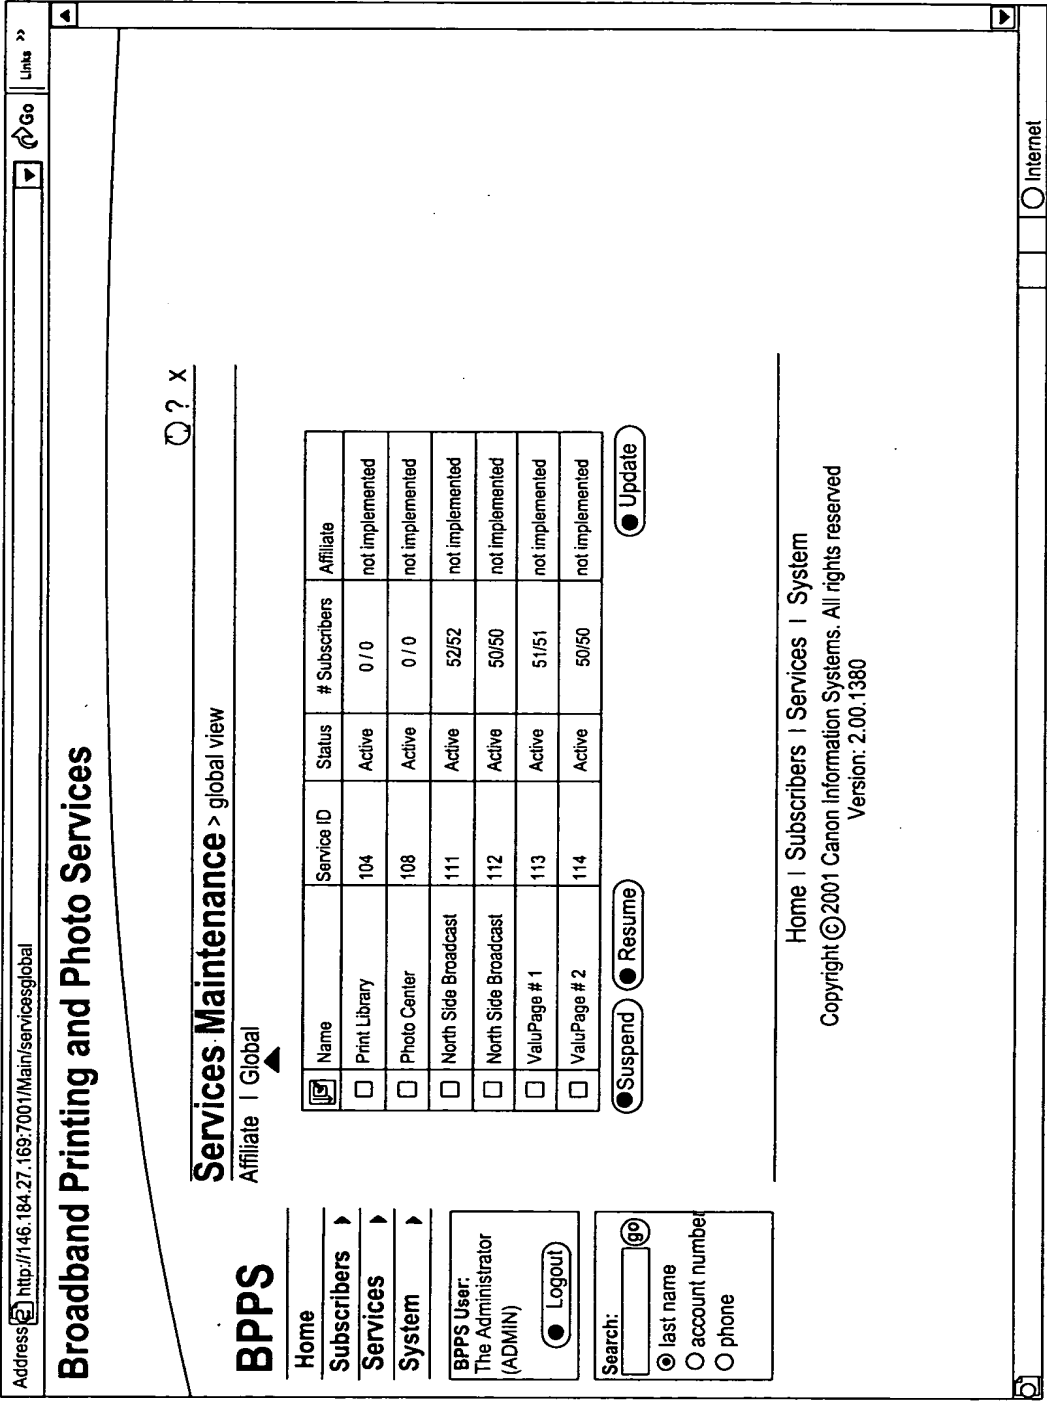 Address http://146.184.27.169:7001/Main/servicesglobal Go Links >>
Broadband Printing and Photo Services
BPPS
Home
Subscribers
Services
System
BPPS User:
The Administrator
(ADMIN)
Logout
Search:
go
last name
account number
phone
? X
Services Maintenance > global view
Affiliate | Global
Name Service ID Status # Subscribers Affiliate
Print Library 104 Active 0 / 0 not implemented
Photo Center 108 Active 0 / 0 not implemented
North Side Broadcast 111 Active 52/52 not implemented
North Side Broadcast 112 Active 50/50 not implemented
ValuPage # 1 113 Active 51/51 not implemented
ValuPage # 2 114 Active 50/50 not implemented
Suspend Resume Update
Home | Subscribers | Services | System
Copyright © 2001 Canon Information Systems. All rights reserved
Version: 2.00.1380
Internet